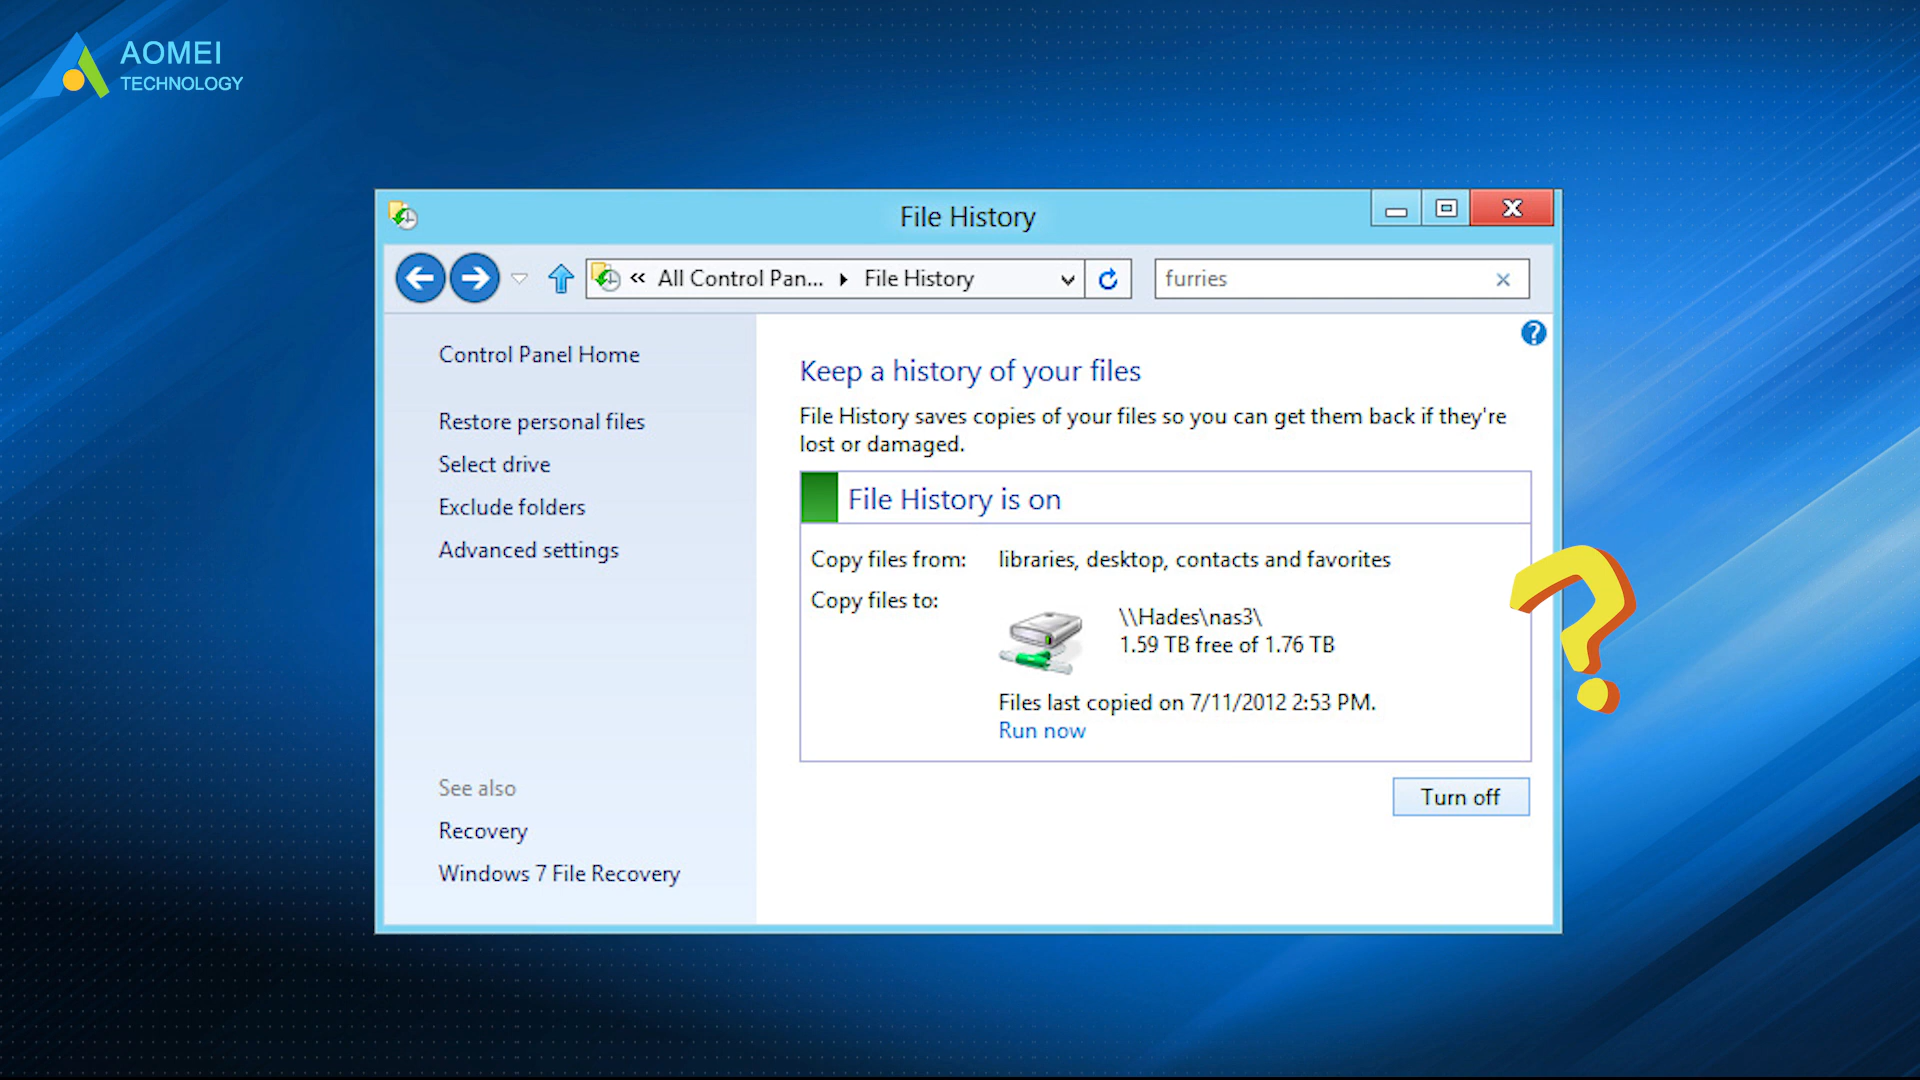 AOMEI
TECHNOLOGY
File History
« All Control Pan... File History
furries
?
Control Panel Home
Restore personal files
Select drive
Exclude folders
Advanced settings
See also
Recovery
Windows 7 File Recovery
Keep a history of your files
File History saves copies of your files so you can get them back if they're
lost or damaged.
File History is on
Copy files from: libraries, desktop, contacts and favorites
Copy files to:
\\Hades\nas3\
1.59 TB free of 1.76 TB
Files last copied on 7/11/2012 2:53 PM.
Run now
Turn off
?